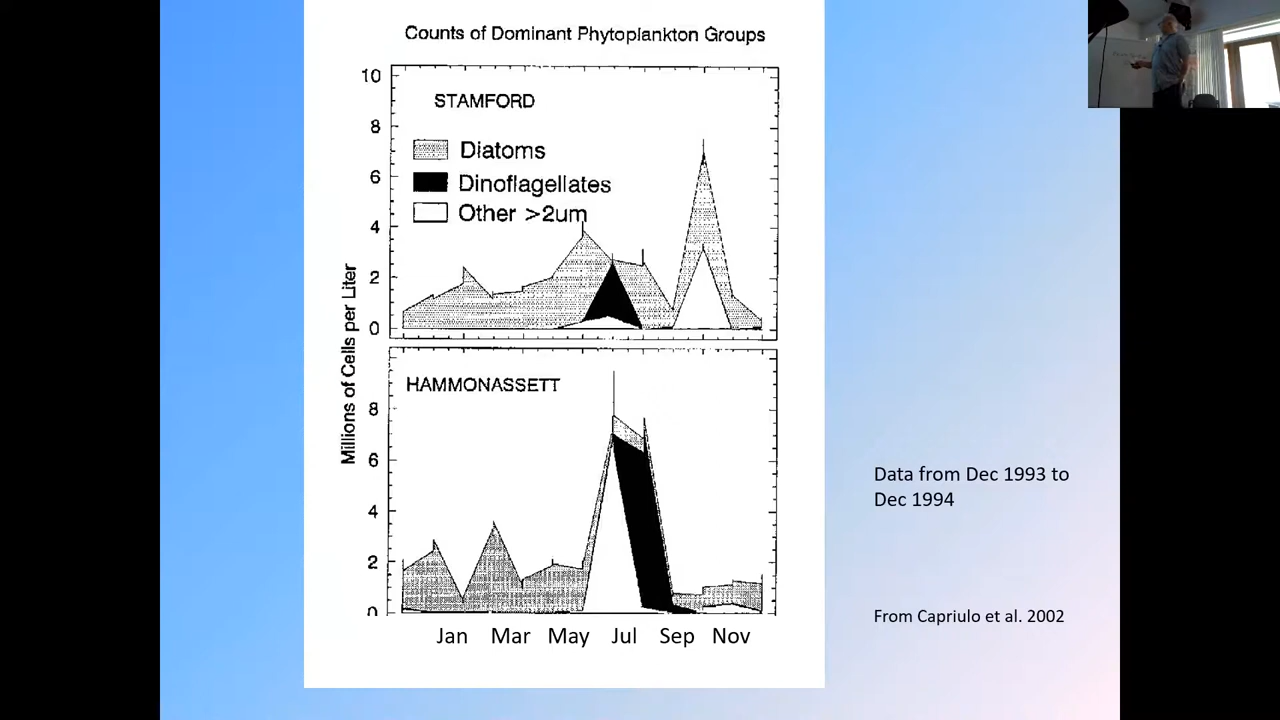 Counts of Dominant Phytoplankton Groups
10
STAMFORD
8
Diatoms
6
Dinoflagellates
Other >2um
4
2
0
Millions of Cells per Liter
HAMMONASSETT
8
6
4
2
0
Jan Mar May Jul Sep Nov
Data from Dec 1993 to
Dec 1994
From Capriulo et al. 2002